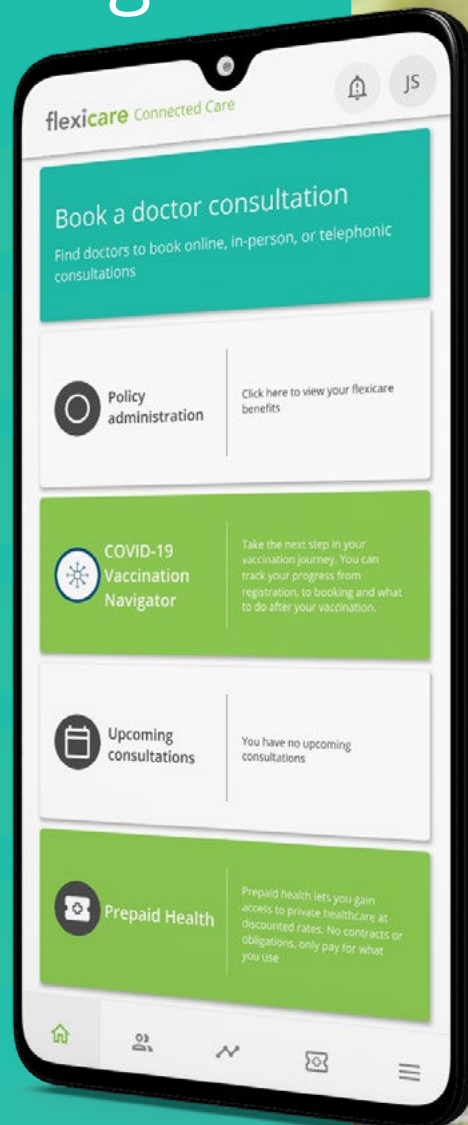 flexicare Connected Care
JS
Book a doctor consultation
Find doctors to book online, in-person, or telephonic
consultations
Policy
administration
Click here to view your flexicare
benefits
COVID-19
Vaccination
Navigator
Take the next step in your
vaccination journey. You can
track your progress from
registration, to booking and what
to do after your vaccination.
Upcoming
consultations
You have no upcoming
consultations
Prepaid Health
Prepaid health lets you gain
access to private healthcare at
discounted rates. No contracts or
obligations, only pay for what
you use